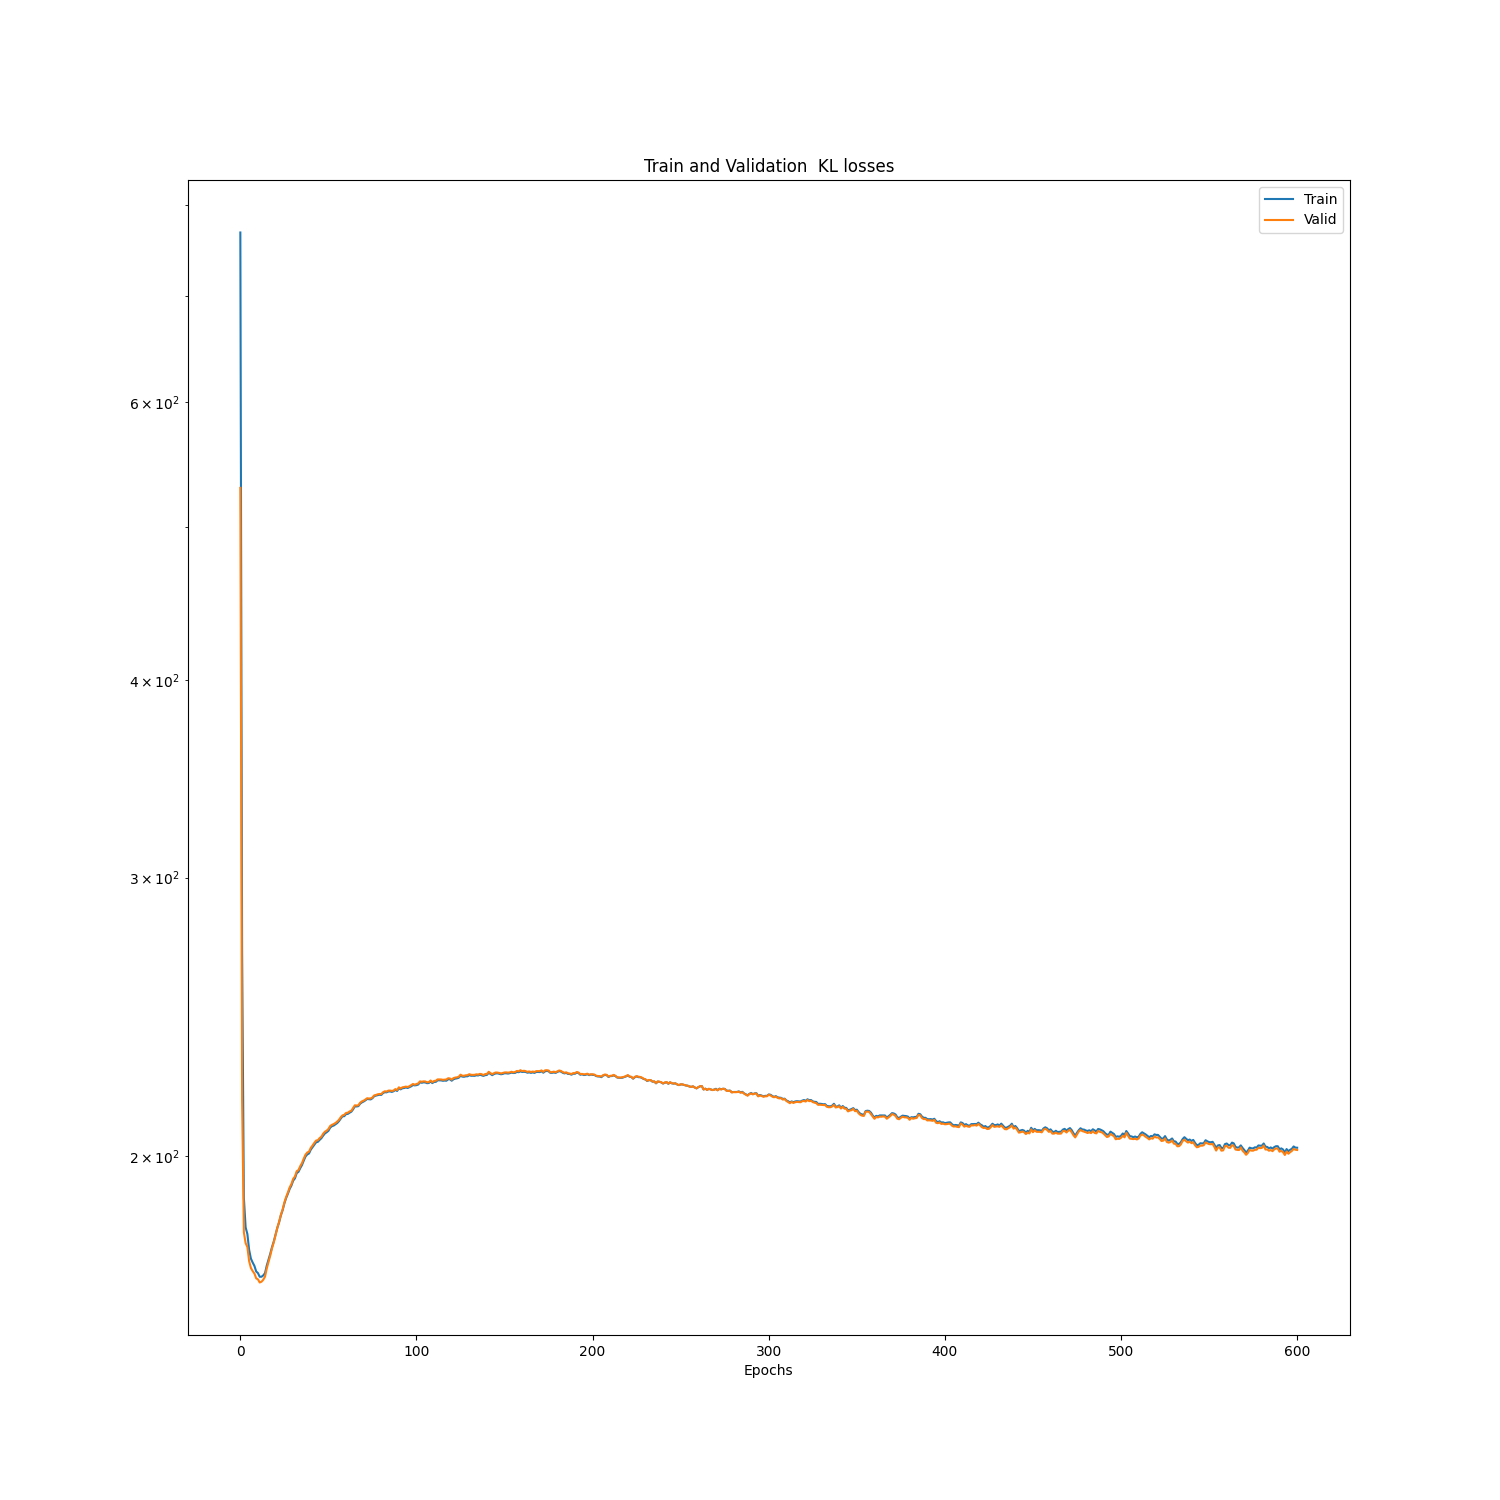 Train and Validation  KL losses
Train
Valid
6 × 10²
4 × 10²
3 × 10²
2 × 10²
0 100 200 300 400 500 600
Epochs